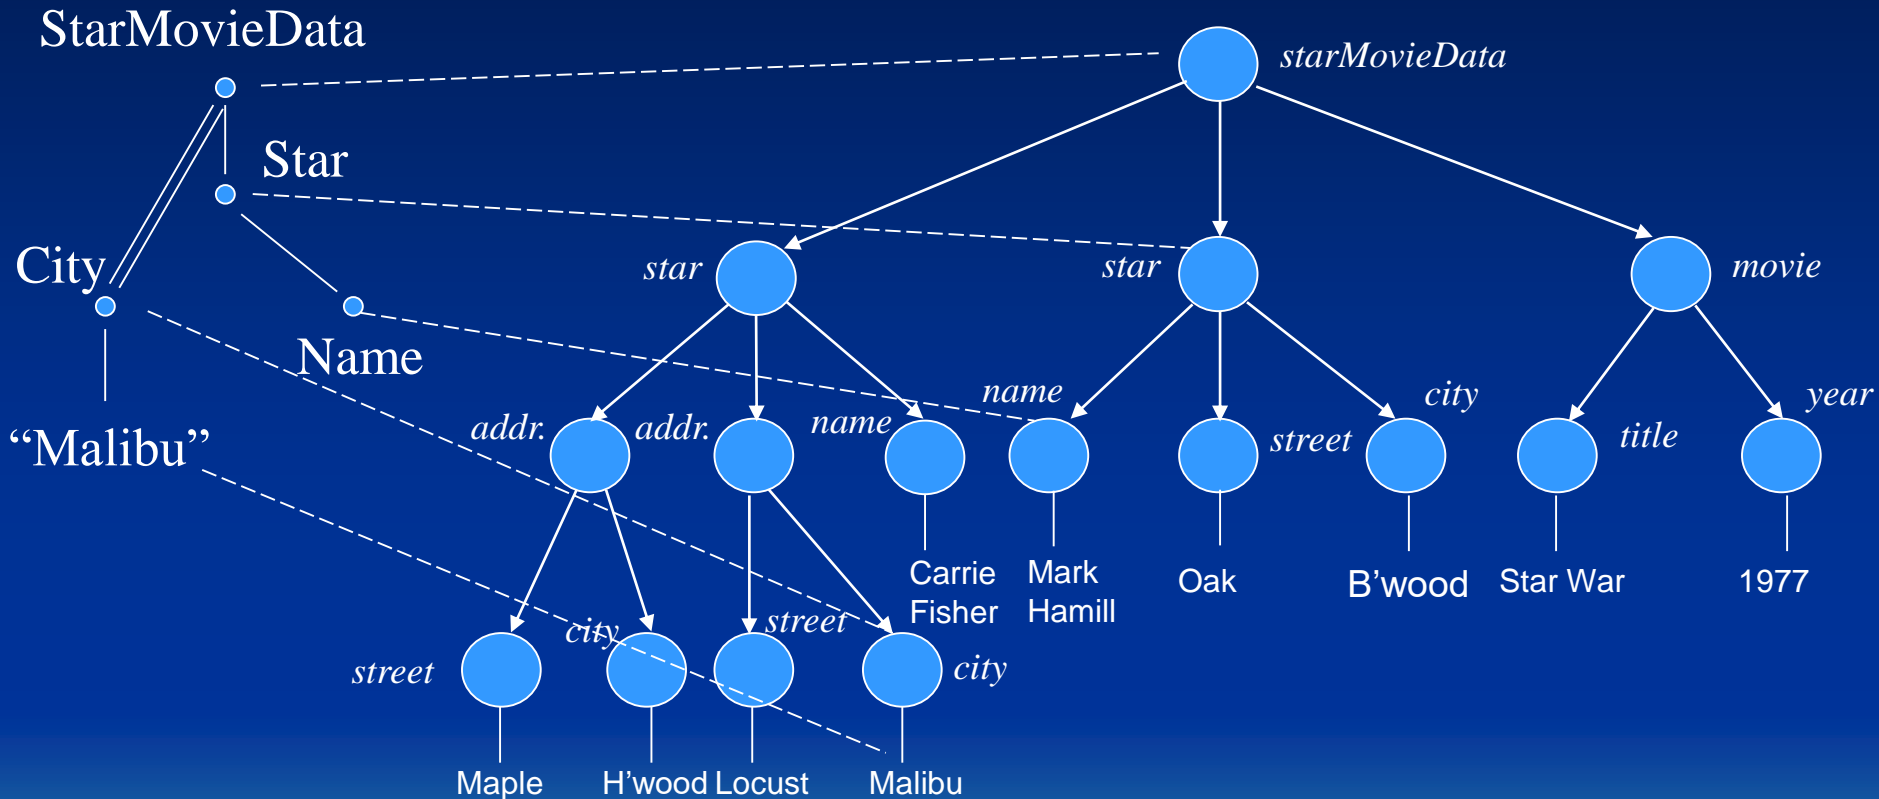 StarMovieData
starMovieData
Star
City
star
star
movie
Name
name
city
year
addr.
addr.
name
street
title
“Malibu”
Carrie
Fisher
Mark
Hamill
Oak
B’wood
Star War
1977
street
city
street
city
Maple
H’wood
Locust
Malibu